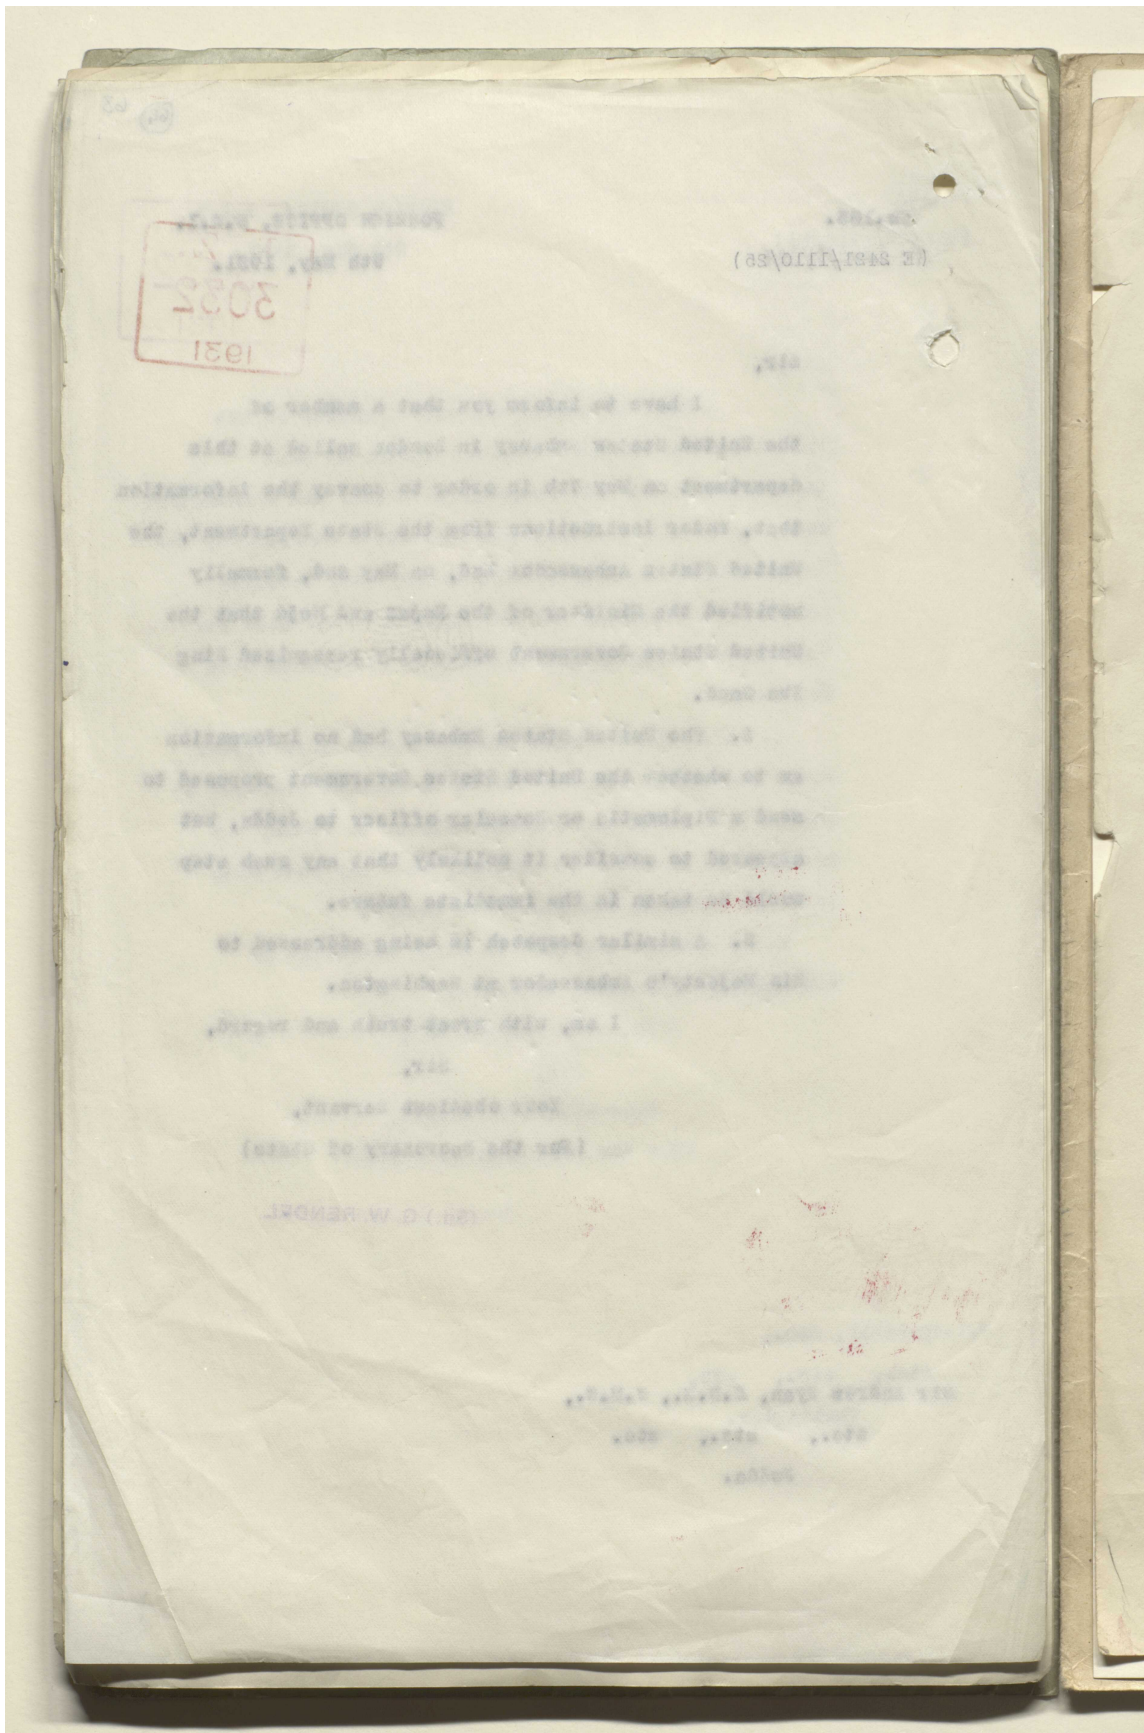 FOREIGN OFFICE, S.W.1.
(E 2421/1110/25)
9th May, 1931.
3032
1931
Sir,
I have to inform you that a member of
the United States Embassy in London called at this
department on May 7th in order to convey the information
that, under instructions from the State Department, the
United States Ambassador had, on May 2nd, formally
notified the Minister of the Hejaz and Nejd that the
United States Government officially recognised King
Ibn Saud.
2. The United States Embassy had no information
as to whether the United States Government proposed to
send a Diplomatic or Consular officer to Jedda, but
appeared to consider it unlikely that any such step
would be taken in the immediate future.
3. A similar despatch is being addressed to
His Majesty's Ambassador at Washington.
I am, with great truth and regard,
Sir,
Your obedient Servant,
(For the Secretary of State)
(Sd.) G. W. RENDEL
Sir Andrew Ryan, K.B.E., C.M.G.,
etc., etc., etc.
Jedda.